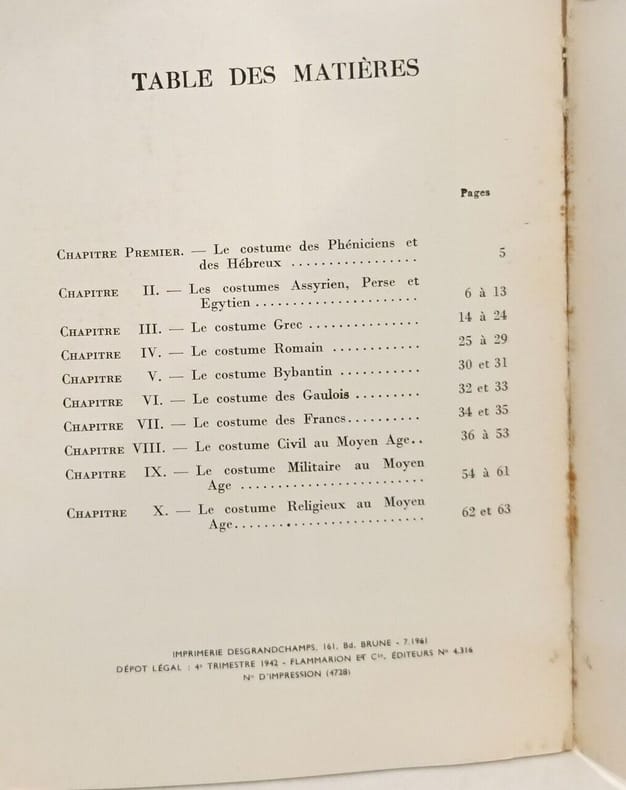 TABLE DES MATIÈRES
Pages
CHAPITRE PREMIER. — Le costume des Phéniciens et
des Hébreux ................. 5
CHAPITRE II. — Les costumes Assyrien, Perse et
Egytien ...................... 6 à 13
CHAPITRE III. — Le costume Grec ............... 14 à 24
CHAPITRE IV. — Le costume Romain ............ 25 à 29
CHAPITRE V. — Le costume Bybantin ........... 30 et 31
CHAPITRE VI. — Le costume des Gaulois ......... 32 et 33
CHAPITRE VII. — Le costume des Francs.......... 34 et 35
CHAPITRE VIII. — Le costume Civil au Moyen Age.. 36 à 53
CHAPITRE IX. — Le costume Militaire au Moyen
Age ......................... 54 à 61
CHAPITRE X. — Le costume Religieux au Moyen
Age.......................... 62 et 63
IMPRIMERIE DESGRANDCHAMPS, 161, Bd. BRUNE - 7.1961
DÉPOT LÉGAL : 4e TRIMESTRE 1942 - FLAMMARION ET Cie, ÉDITEURS No 4.316
No D'IMPRESSION (4728)